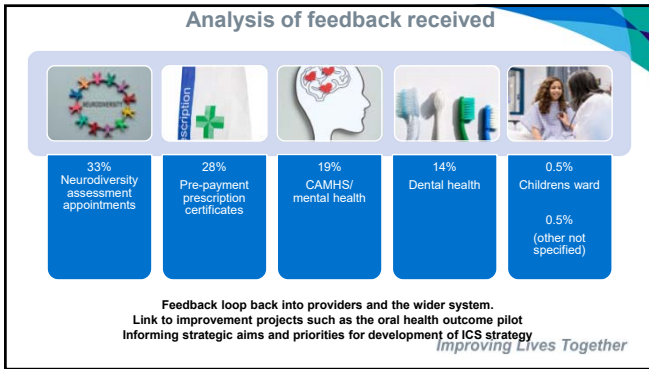 Analysis of feedback received
NEURODIVERSITY
scription
33%
Neurodiversity
assessment
appointments
28%
Pre-payment
prescription
certificates
19%
CAMHS/
mental health
14%
Dental health
0.5%
Childrens ward
0.5%
(other not
specified)
Feedback loop back into providers and the wider system.
Link to improvement projects such as the oral health outcome pilot
Informing strategic aims and priorities for development of ICS strategy
Improving Lives Together